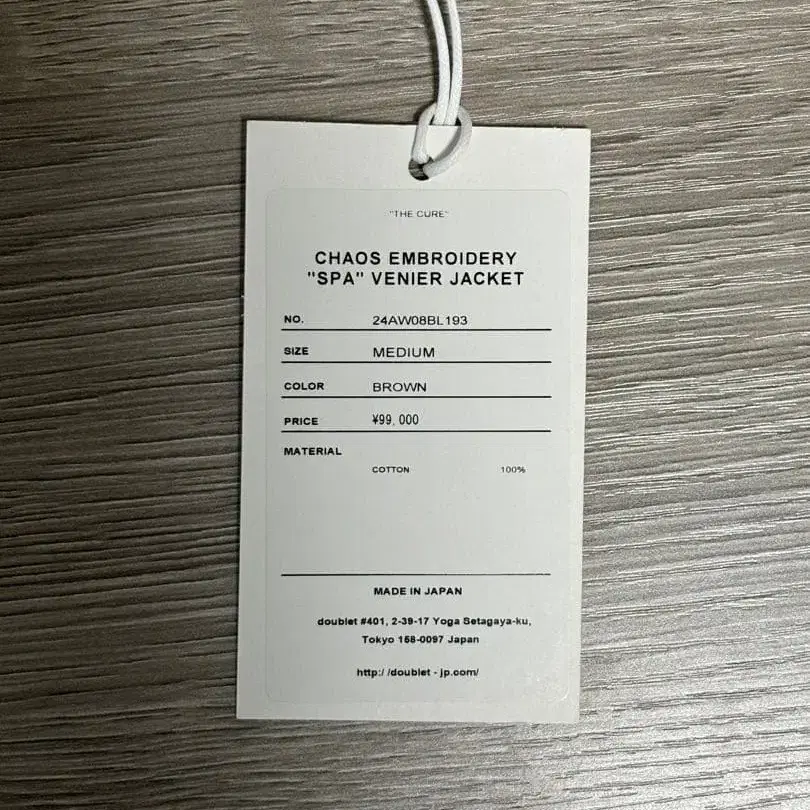 "THE CURE"
CHAOS EMBROIDERY
"SPA" VENIER JACKET
NO. 24AW08BL193
SIZE MEDIUM
COLOR BROWN
PRICE ¥99,000
MATERIAL
COTTON 100%
MADE IN JAPAN
doublet #401, 2-39-17 Yoga Setagaya-ku,
Tokyo 158-0097 Japan
http://doublet-jp.com/